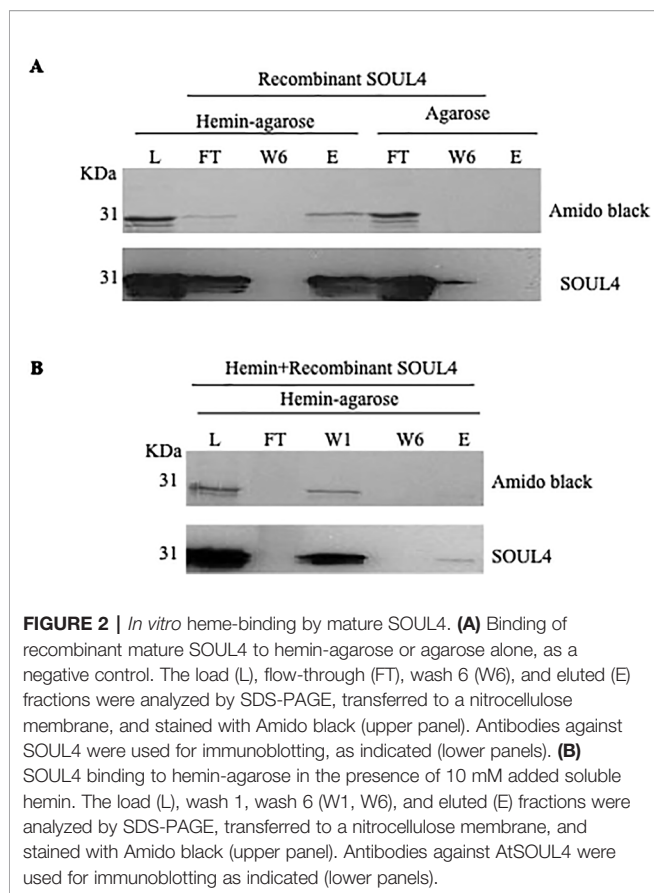 A
Recombinant SOUL4
Hemin-agarose Agarose
L FT W6 E FT W6 E
KDa
31 Amido black
31 SOUL4
B
Hemin+Recombinant SOUL4
Hemin-agarose
L FT W1 W6 E
KDa
31 Amido black
31 SOUL4
FIGURE 2 | In vitro heme-binding by mature SOUL4. (A) Binding of
recombinant mature SOUL4 to hemin-agarose or agarose alone, as a
negative control. The load (L), flow-through (FT), wash 6 (W6), and eluted (E)
fractions were analyzed by SDS-PAGE, transferred to a nitrocellulose
membrane, and stained with Amido black (upper panel). Antibodies against
SOUL4 were used for immunoblotting, as indicated (lower panels). (B)
SOUL4 binding to hemin-agarose in the presence of 10 mM added soluble
hemin. The load (L), wash 1, wash 6 (W1, W6), and eluted (E) fractions were
analyzed by SDS-PAGE, transferred to a nitrocellulose membrane, and
stained with Amido black (upper panel). Antibodies against AtSOUL4 were
used for immunoblotting as indicated (lower panels).